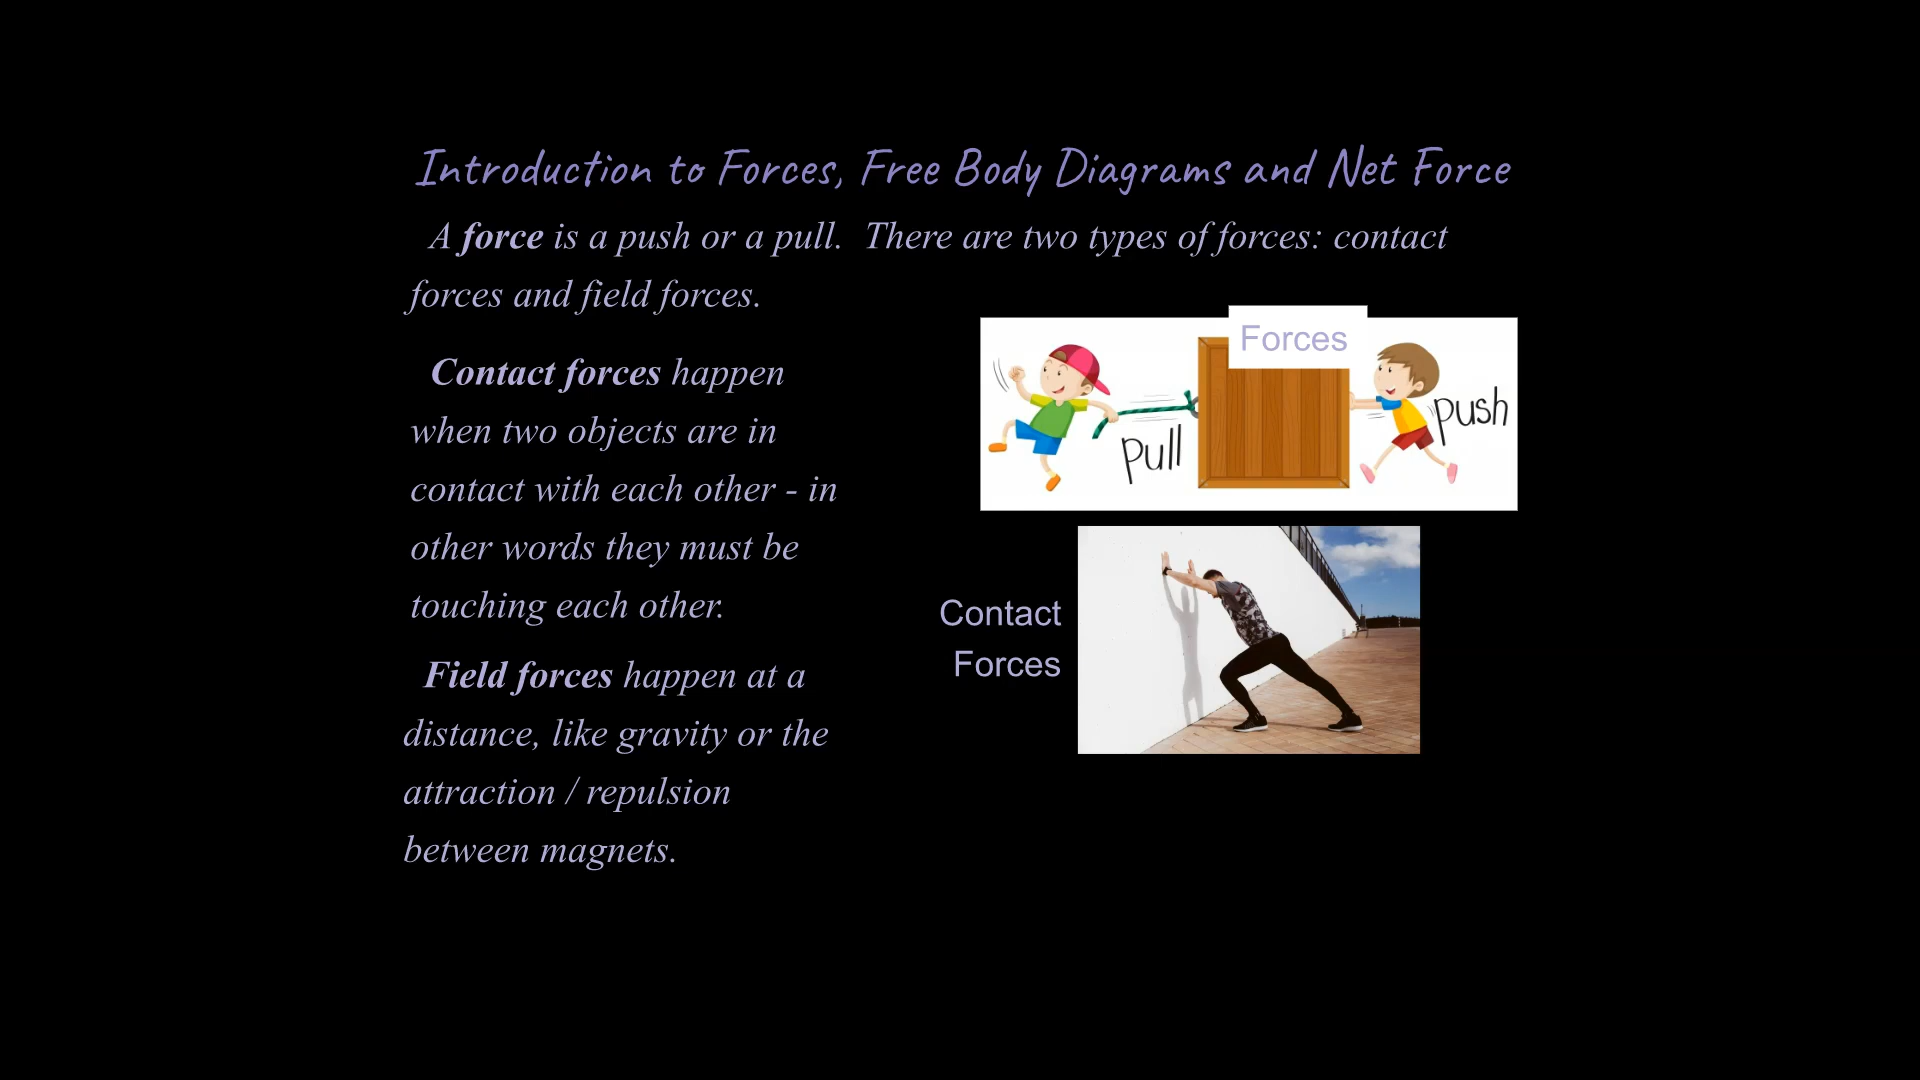 Introduction to Forces, Free Body Diagrams and Net Force
A force is a push or a pull. There are two types of forces: contact
forces and field forces.
Contact forces happen
when two objects are in
contact with each other - in
other words they must be
touching each other.
Field forces happen at a
distance, like gravity or the
attraction / repulsion
between magnets.
Forces
pull
push
Contact
Forces